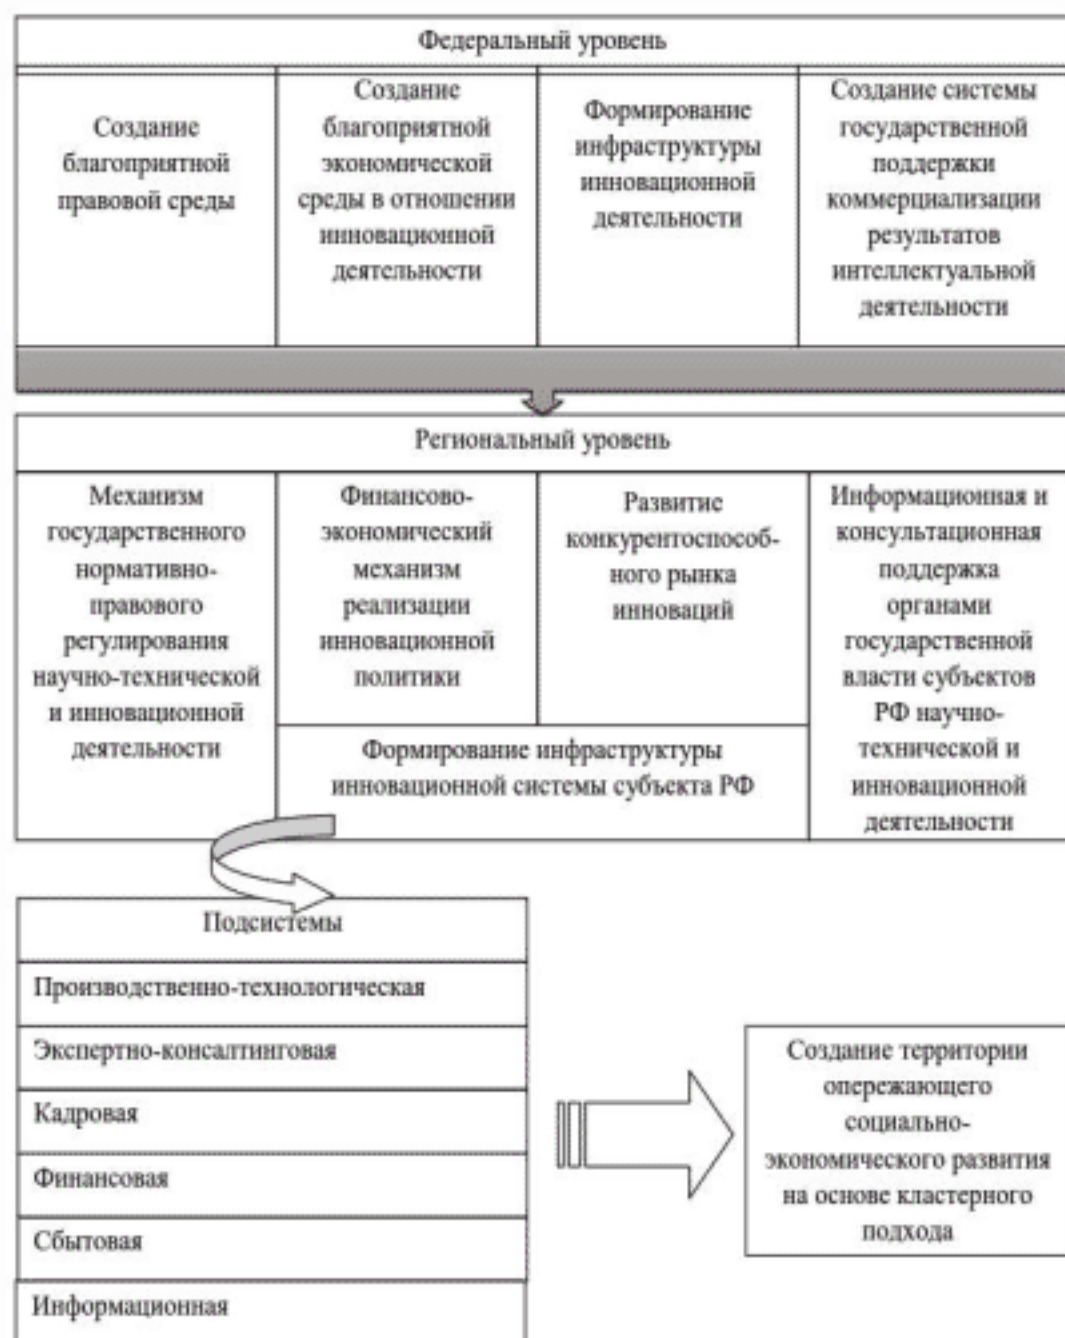 Федеральный уровень
Создание
благоприятной
правовой среды
Создание
благоприятной
экономической
среды в отношении
инновационной
деятельности
Формирование
инфраструктуры
инновационной
деятельности
Создание системы
государственной
поддержки
коммерциализации
результатов
интеллектуальной
деятельности
Региональный уровень
Механизм
государственного
нормативно-
правового
регулирования
научно-технической
и инновационной
деятельности
Финансово-
экономический
механизм
реализации
инновационной
политики
Развитие
конкурентоспособ-
ного рынка
инноваций
Информационная и
консультационная
поддержка
органами
государственной
власти субъектов
РФ научно-
технической и
инновационной
деятельности
Формирование инфраструктуры
инновационной системы субъекта РФ
Подсистемы
Производственно-технологическая
Экспертно-консалтинговая
Кадровая
Финансовая
Сбытовая
Информационная
Создание территории
опережающего
социально-
экономического развития
на основе кластерного
подхода